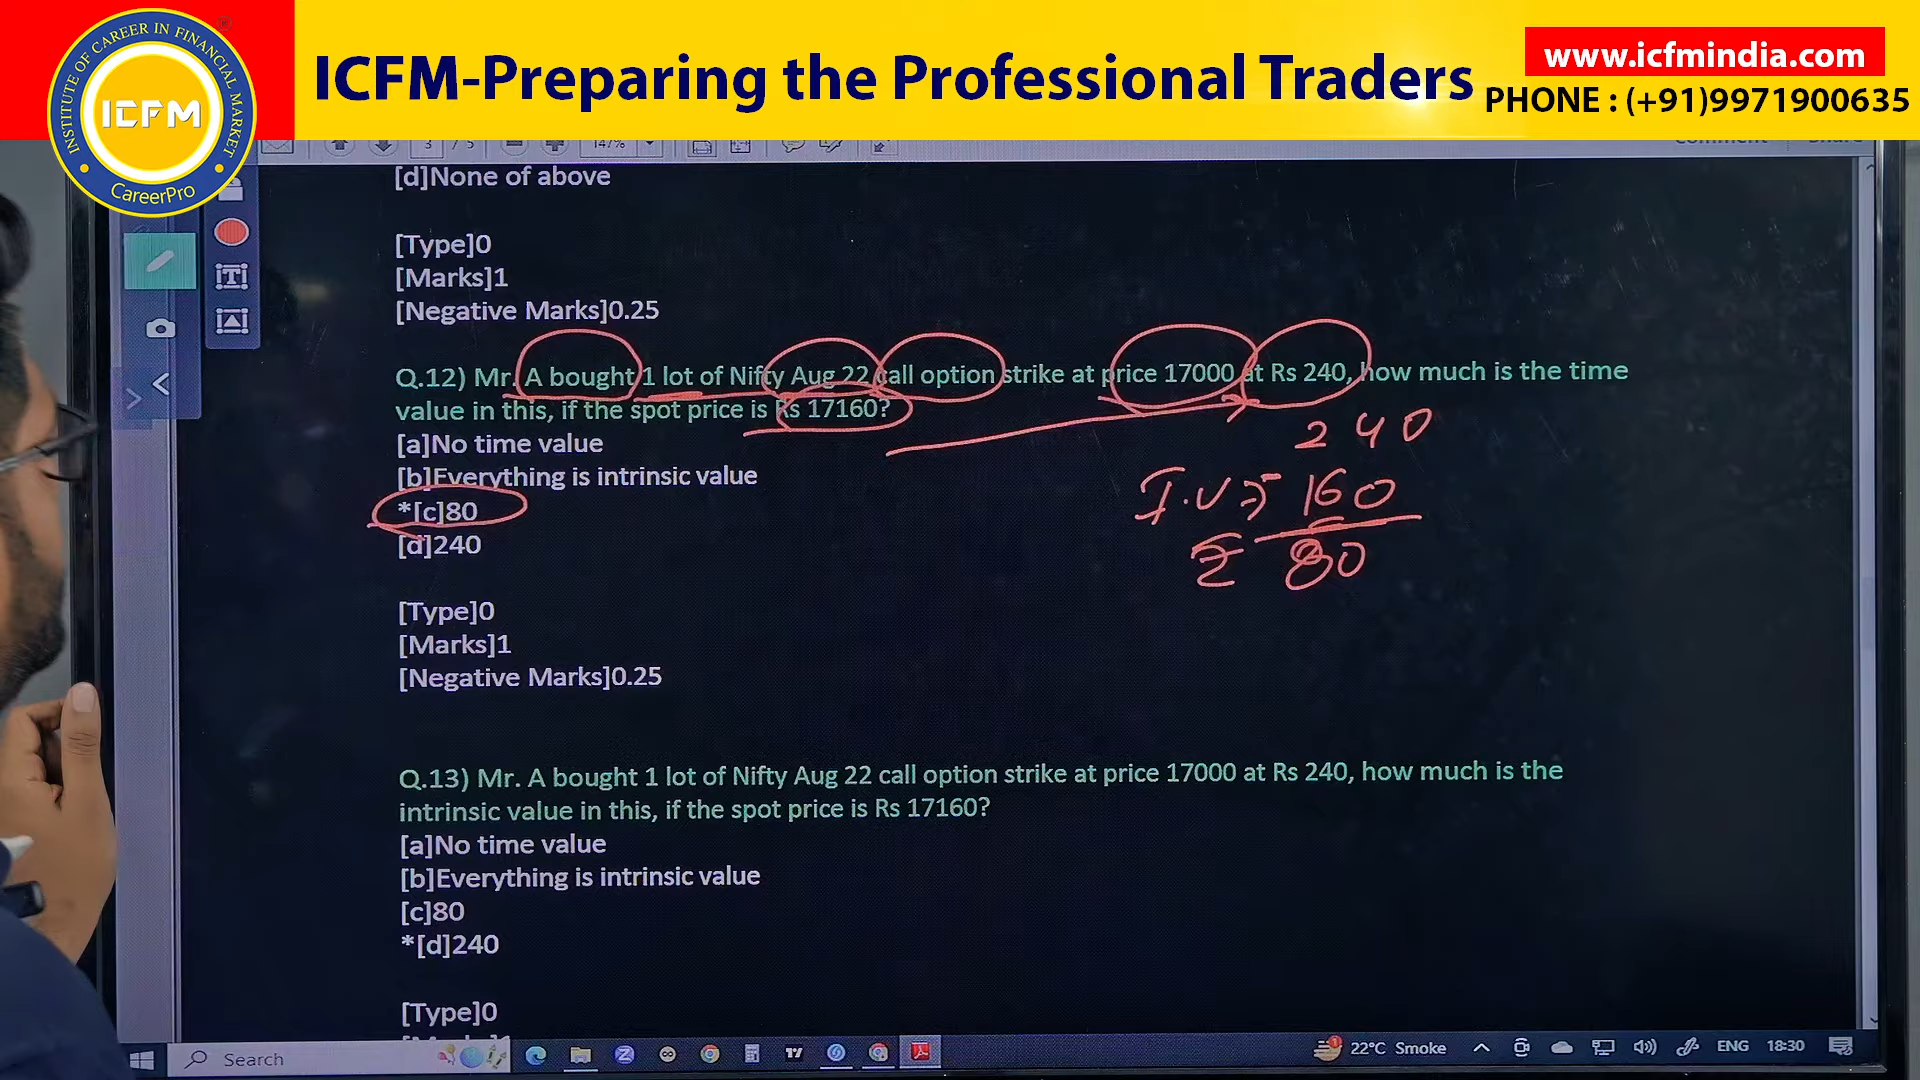 INSTITUTE OF CAREER IN FINANCIAL MARKET
ICFM
CareerPro
ICFM-Preparing the Professional Traders
www.icfmindia.com
PHONE : (+91)9971900635
3 / 5
147%
Comment
Share
[d]None of above
[Type]0
[Marks]1
[Negative Marks]0.25
Q.12) Mr. A bought 1 lot of Nifty Aug 22 call option strike at price 17000 at Rs 240, how much is the time
value in this, if the spot price is Rs 17160?
[a]No time value
[b]Everything is intrinsic value
*[c]80
[d]240
240
I.V ⇒ 160
₹ 80
[Type]0
[Marks]1
[Negative Marks]0.25
Q.13) Mr. A bought 1 lot of Nifty Aug 22 call option strike at price 17000 at Rs 240, how much is the
intrinsic value in this, if the spot price is Rs 17160?
[a]No time value
[b]Everything is intrinsic value
[c]80
*[d]240
[Type]0
[Marks]1
Search
22°C Smoke
ENG
18:30